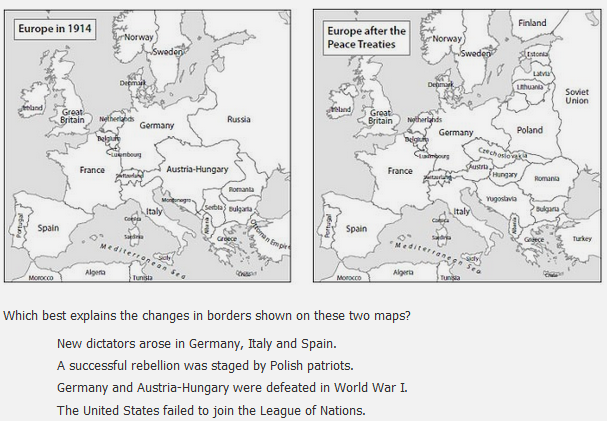 Europe in 1914
Norway
Sweden
Denmark
Ireland
Great
Britain
Netherlands
Belgium
Luxembourg
Germany
Russia
France
Switzerland
Austria-Hungary
Romania
Montenegro
Serbia
Bulgaria
Albania
Italy
Corsica
Sardinia
Sicily
Portugal
Spain
Greece
Ottoman Empire
Mediterranean Sea
Morocco
Algeria
Tunisia
Crete
Europe after the
Peace Treaties
Finland
Norway
Sweden
Estonia
Latvia
Lithuania
Soviet
Union
Denmark
Ireland
Great
Britain
Netherlands
Belgium
Luxembourg
Germany
Poland
Czechoslovakia
France
Switzerland
Austria
Hungary
Romania
Yugoslavia
Bulgaria
Albania
Italy
Corsica
Sardinia
Sicily
Portugal
Spain
Greece
Turkey
Mediterranean Sea
Morocco
Algeria
Tunisia
Crete
Which best explains the changes in borders shown on these two maps?
New dictators arose in Germany, Italy and Spain.
A successful rebellion was staged by Polish patriots.
Germany and Austria-Hungary were defeated in World War I.
The United States failed to join the League of Nations.